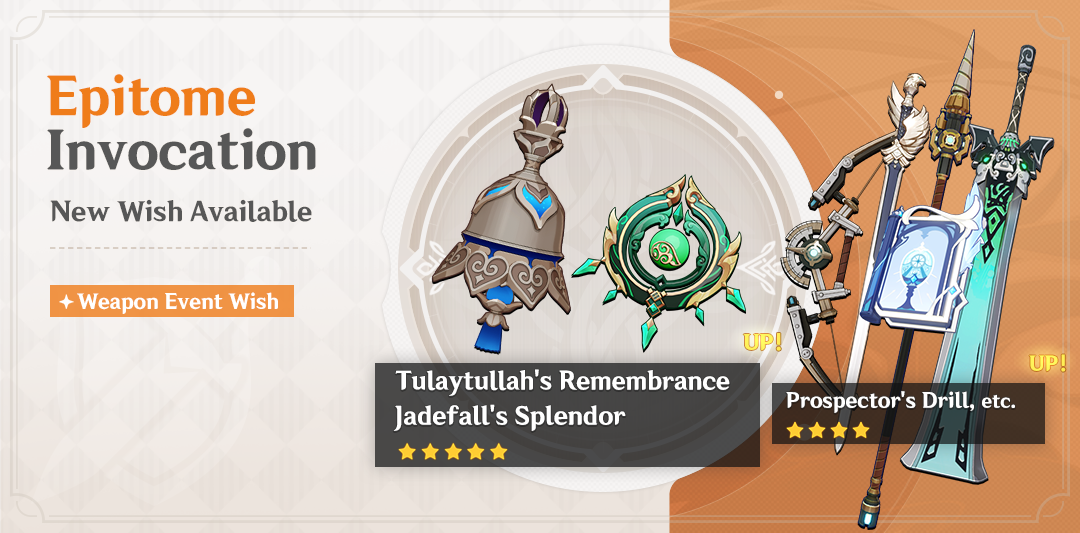 Epitome
Invocation
New Wish Available
Weapon Event Wish
UP!
Tulaytullah's Remembrance
Jadefall's Splendor
UP!
Prospector's Drill, etc.